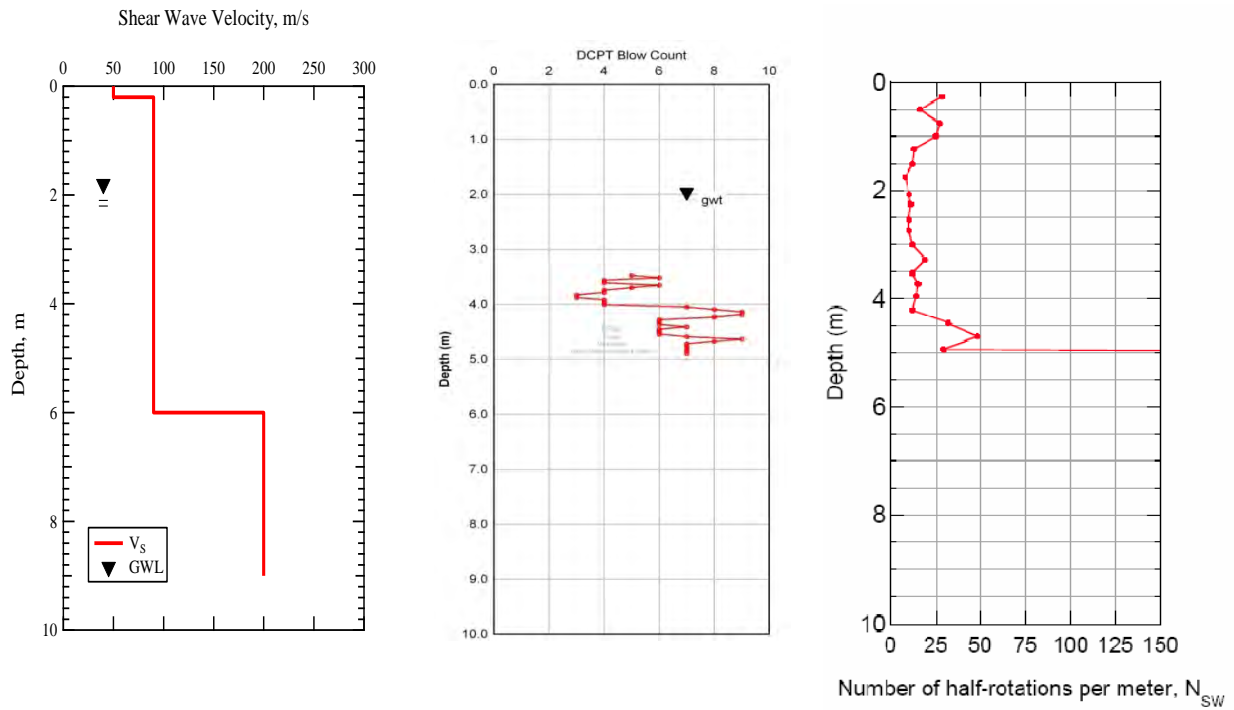 Shear Wave Velocity, m/s
0 50 100 150 200 250 300
0
2
4
6
8
10
Depth, m
V_S
GWL
DCPT Blow Count
0 2 4 6 8 10
0.0
1.0
2.0
3.0
4.0
5.0
6.0
7.0
8.0
9.0
10.0
Depth (m)
gwt
0
2
4
6
8
10
Depth (m)
0 25 50 75 100 125 150
Number of half-rotations per meter, N_SW